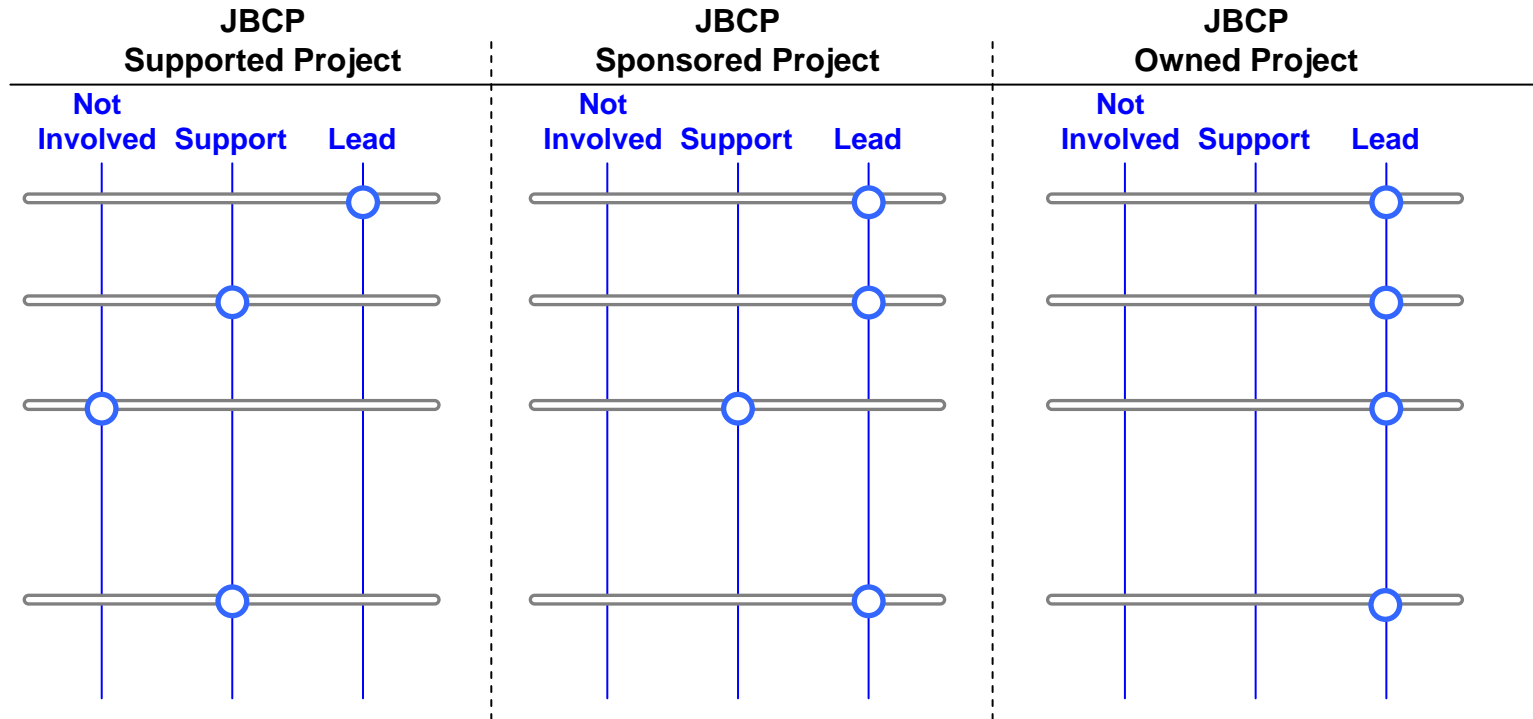 JBCP
Supported Project
JBCP
Sponsored Project
JBCP
Owned Project
Not
Involved Support Lead
Not
Involved Support Lead
Not
Involved Support Lead